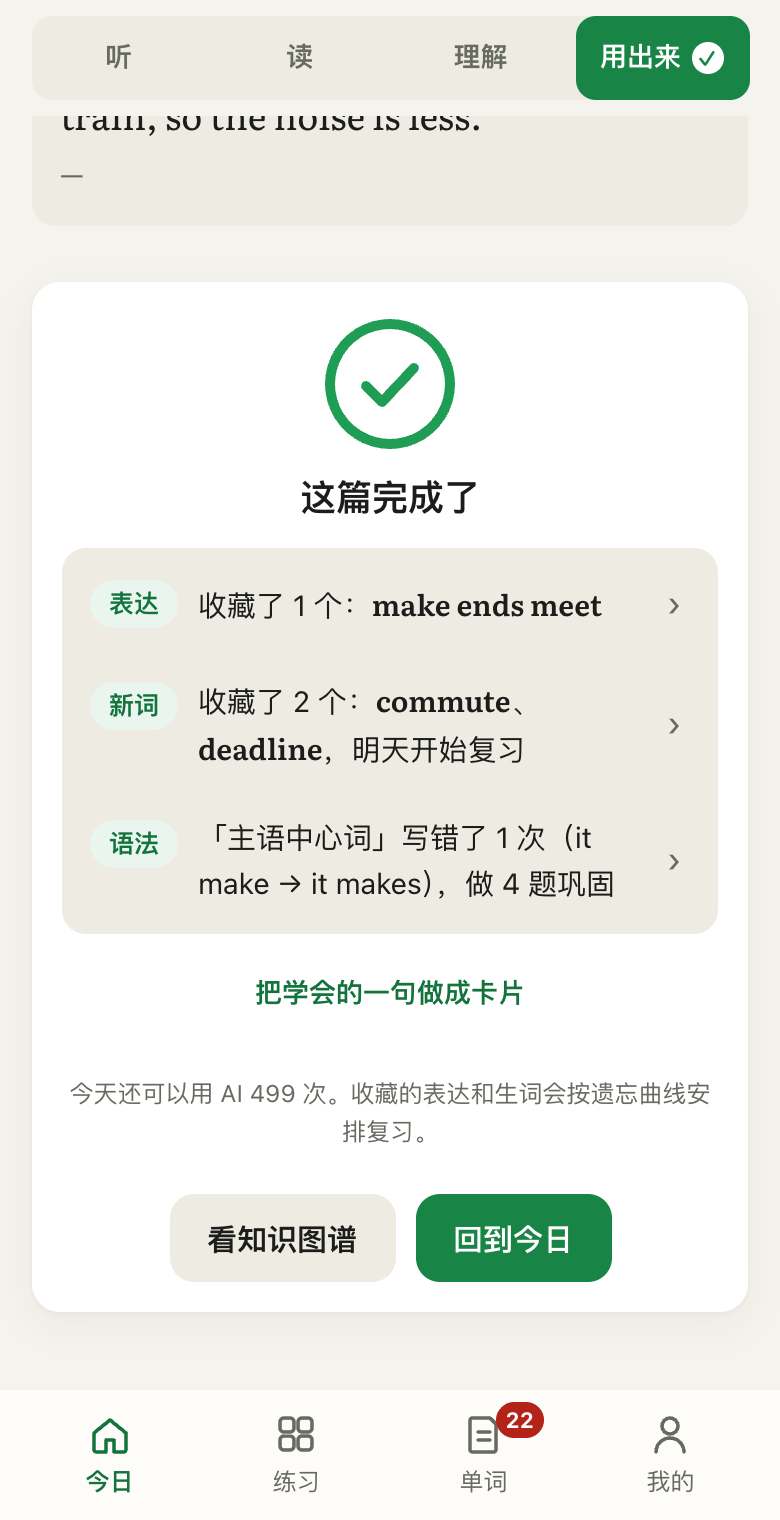 听 读 理解 用出来
train, so the noise is less.
—
这篇完成了
表达 收藏了 1 个：make ends meet
新词 收藏了 2 个：commute、
deadline，明天开始复习
语法 「主语中心词」写错了 1 次（it
make → it makes），做 4 题巩固
把学会的一句做成卡片
今天还可以用 AI 499 次。收藏的表达和生词会按遗忘曲线安
排复习。
看知识图谱 回到今日
22
今日 练习 单词 我的